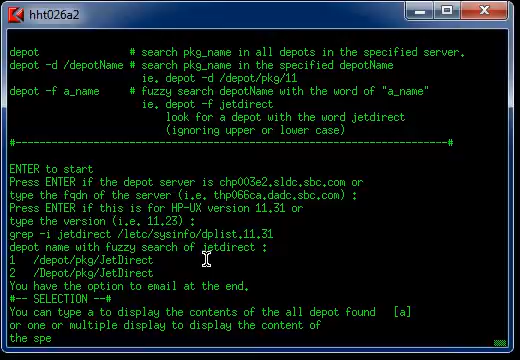 hht026a2
depot # search pkg_name in all depots in the specified server.
depot -d /depotName # search pkg_name in the specified depotName
ie. depot -d /depot/pkg/11
depot -f a_name # fuzzy search depotName with the word of "a_name"
ie. depot -f jetdirect
look for a depot with the word jetdirect
(ignoring upper or lower case)
#----------------------------------------------------------#
ENTER to start
Press ENTER if the depot server is chp003e2.sldc.sbc.com or
type the fqdn of the server (i.e. thp066ca.dadc.sbc.com) :
Press ENTER if this is for HP-UX version 11.31 or
type the version (i.e. 11.23) :
grep -i jetdirect /etc/sysinfo/dplist.11.31
depot name with fuzzy search of jetdirect :
1 /depot/pkg/JetDirect
2 /Depot/pkg/JetDirect
You have the option to email at the end.
#-- SELECTION --#
You can type a to display the contents of the all depot found [a]
or one or multiple display to display the content of
the spe